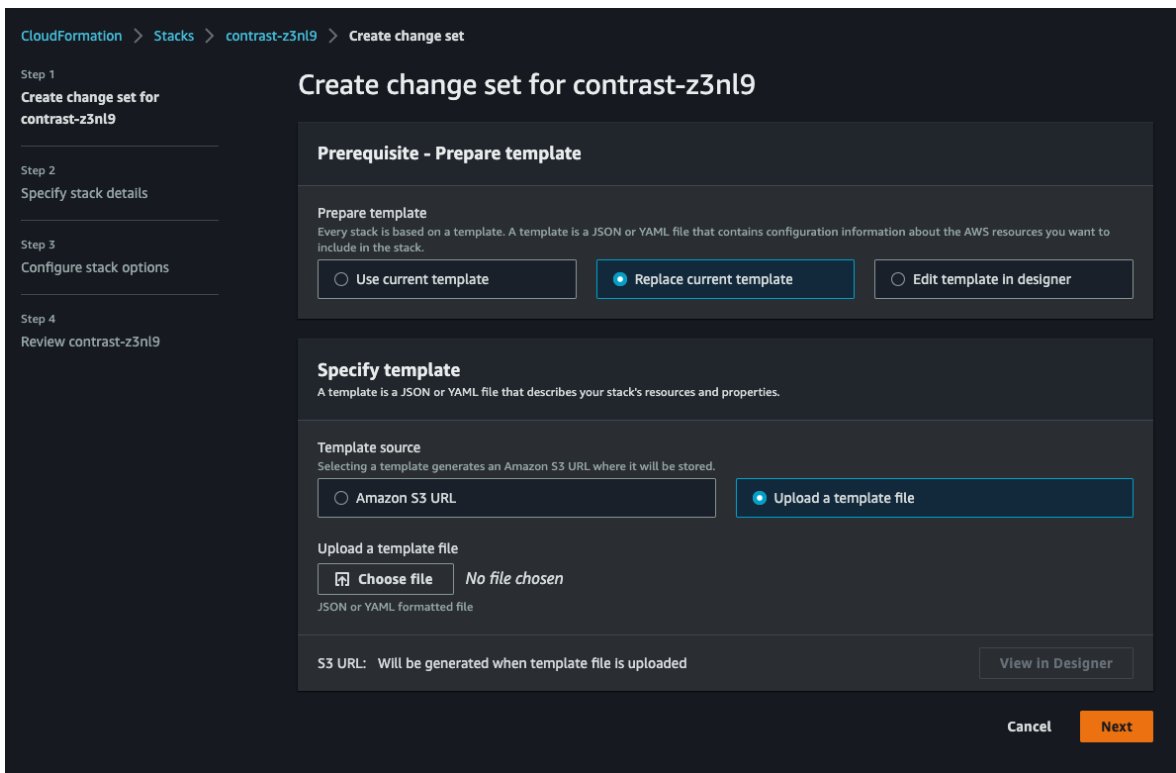 CloudFormation > Stacks > contrast-z3nl9 > Create change set
Step 1
Create change set for
contrast-z3nl9
Step 2
Specify stack details
Step 3
Configure stack options
Step 4
Review contrast-z3nl9
Create change set for contrast-z3nl9
Prerequisite - Prepare template
Prepare template
Every stack is based on a template. A template is a JSON or YAML file that contains configuration information about the AWS resources you want to
include in the stack.
Use current template
Replace current template
Edit template in designer
Specify template
A template is a JSON or YAML file that describes your stack's resources and properties.
Template source
Selecting a template generates an Amazon S3 URL where it will be stored.
Amazon S3 URL
Upload a template file
Upload a template file
Choose file No file chosen
JSON or YAML formatted file
S3 URL: Will be generated when template file is uploaded
View in Designer
Cancel
Next